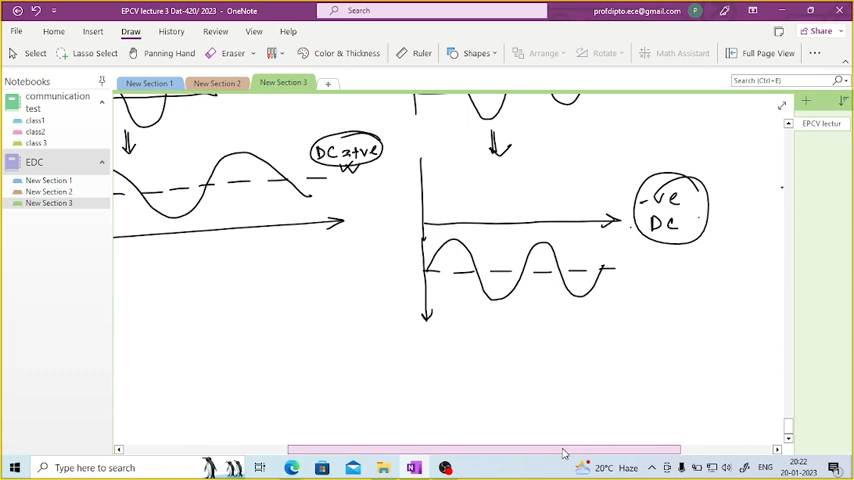 EPCV lecture 3 Dat-420/ 2023 - OneNote
Search
profdipto.ece@gmail.com
P
File
Home
Insert
Draw
History
Review
View
Help
Share
Select
Lasso Select
Panning Hand
Eraser
Color & Thickness
Ruler
Shapes
Arrange
Rotate
Math Assistant
Full Page View
Notebooks
New Section 1
New Section 2
New Section 3
Search (Ctrl+E)
communication
test
class1
class2
class 3
EDC
New Section 1
New Section 2
New Section 3
EPCV lectur
DC=+ve
-ve
DC
Type here to search
20°C Haze
ENG
20:22
20-01-2023
1